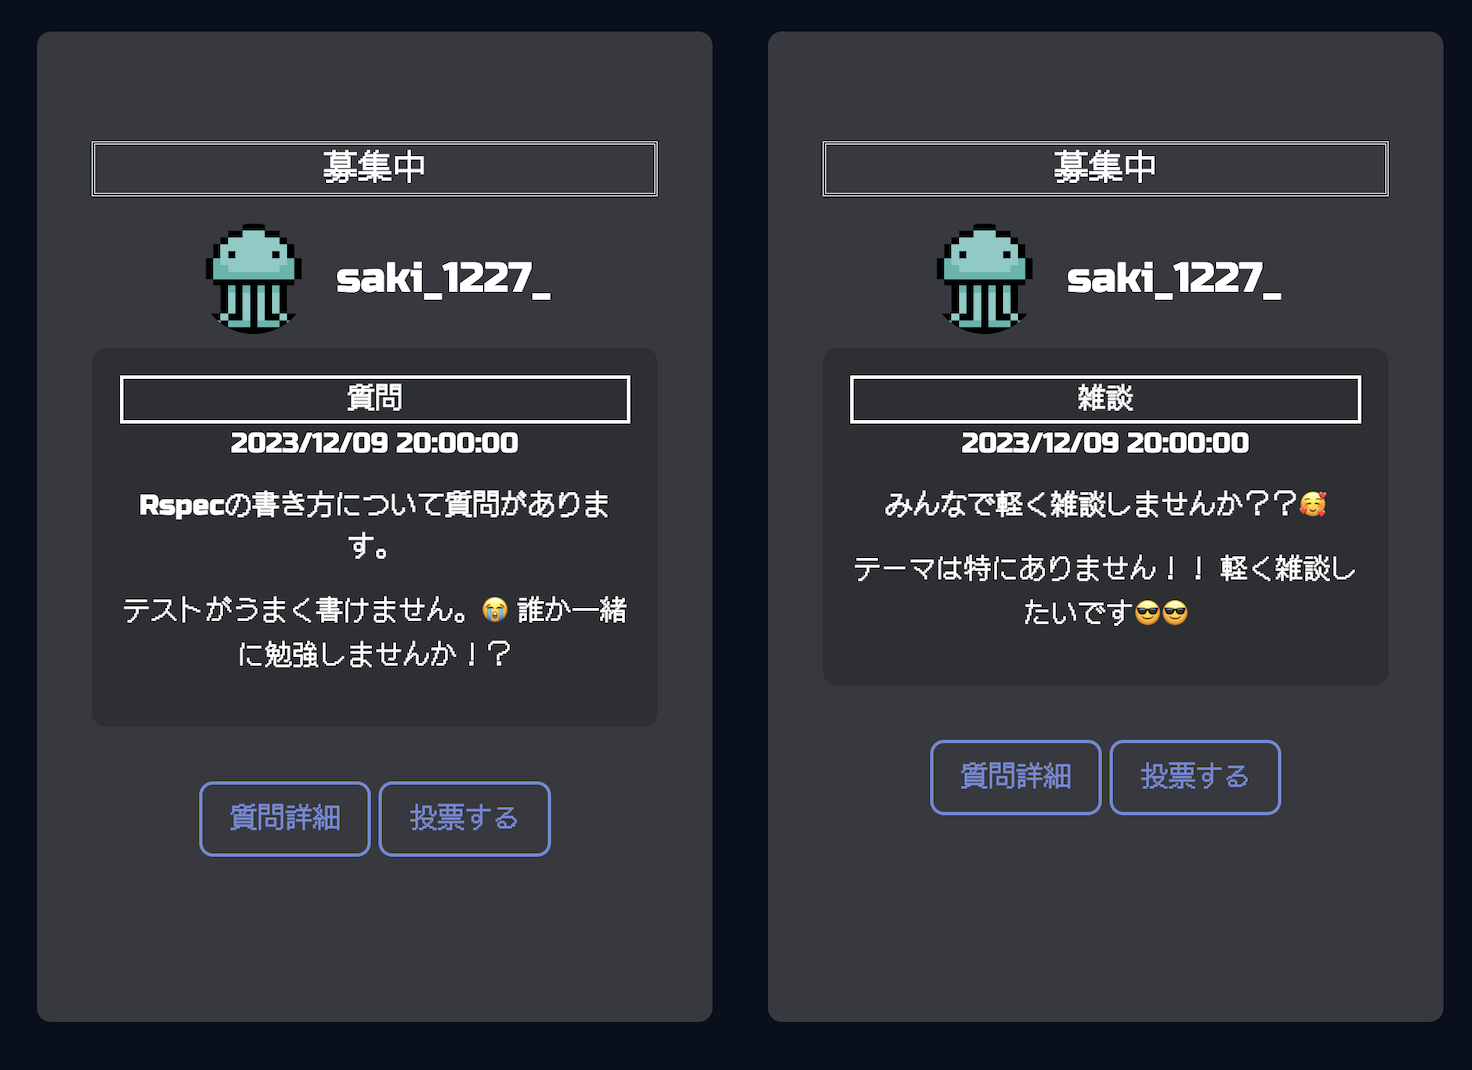 募集中
saki_1227_
質問
2023/12/09 20:00:00
Rspecの書き方について質問がありま
す。
テストがうまく書けません。😭 誰か一緒
に勉強しませんか！？
質問詳細
投票する
募集中
saki_1227_
雑談
2023/12/09 20:00:00
みんなで軽く雑談しませんか？？🥰
テーマは特にありません！！ 軽く雑談し
たいです😎😎
質問詳細
投票する